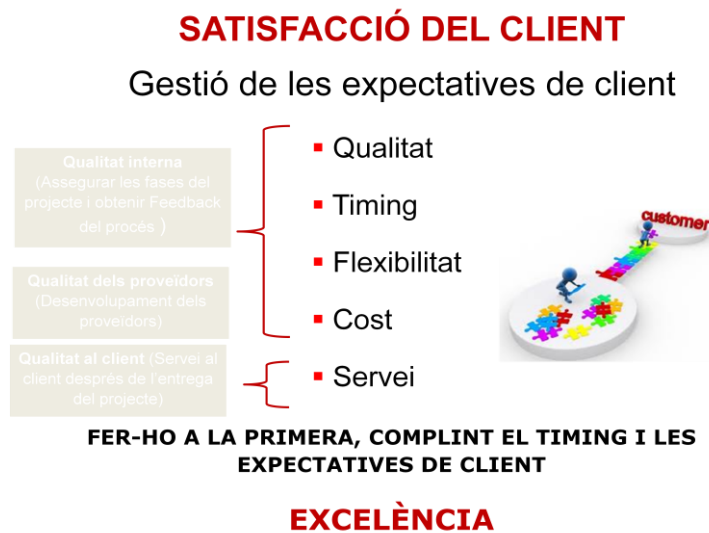 SATISFACCIÓ DEL CLIENT
Gestió de les expectatives de client
Qualitat interna
(Assegurar les fases del
projecte i obtenir Feedback
del procés )
Qualitat dels proveïdors
(Desenvolupament dels
proveïdors)
Qualitat al client (Servei al
client després de l'entrega
del projecte)
▪ Qualitat
▪ Timing
▪ Flexibilitat
▪ Cost
▪ Servei
customer
FER-HO A LA PRIMERA, COMPLINT EL TIMING I LES
EXPECTATIVES DE CLIENT
EXCELÈNCIA